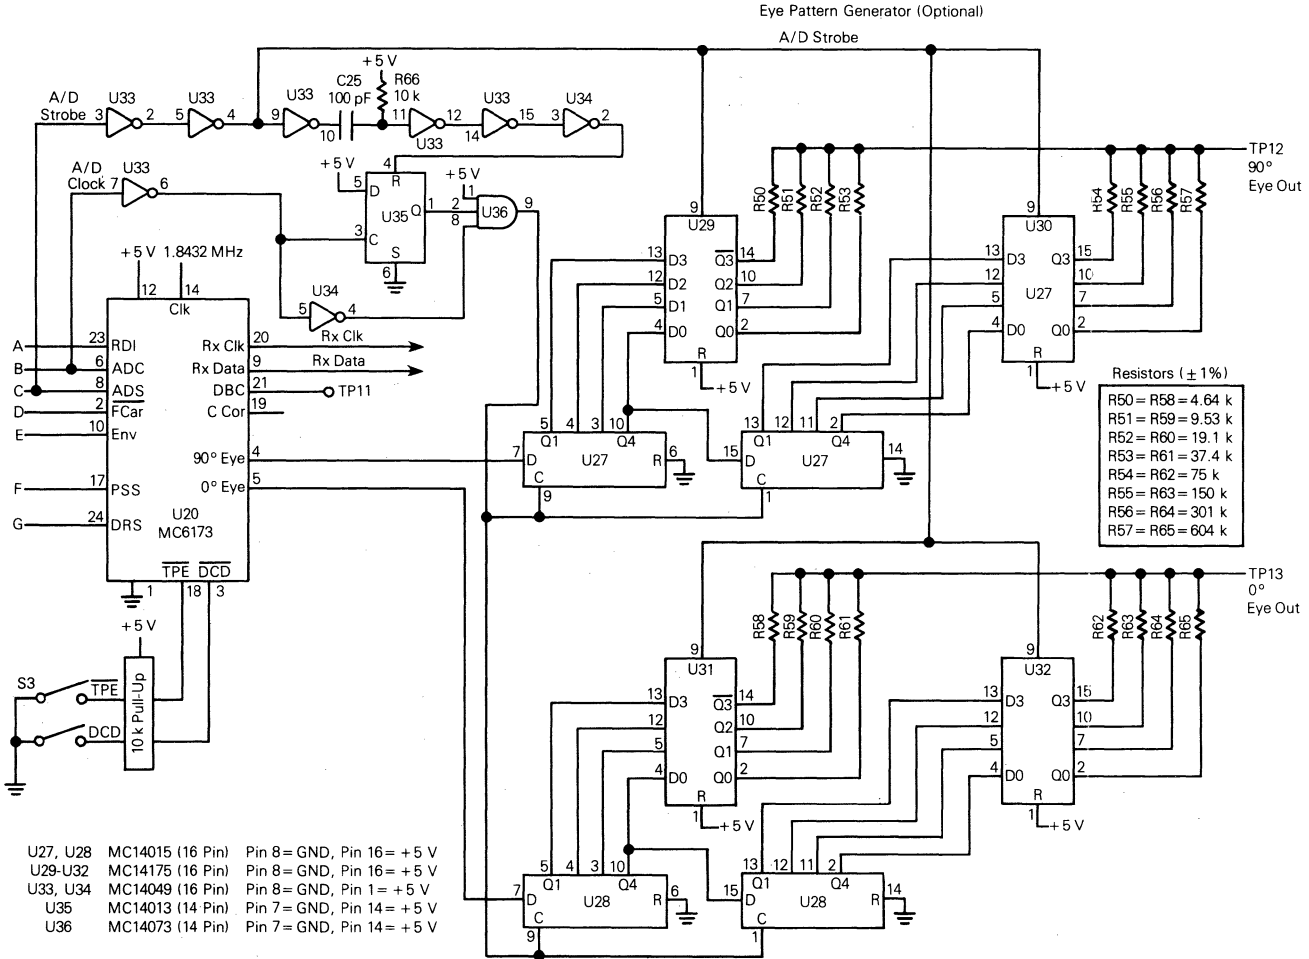 Eye Pattern Generator (Optional)
A/D Strobe
+5 V
C25
100 pF
R66
10 k
A/D
Strobe
3 U33 2
5 U33 4
9 U33 10
11 U33 12
14 U33 15
3 U34 2
A/D
Clock 7
U33
6
+5 V
5 D
4
R
U35
Q 1
3 C
S
6
+5 V
1
2
8
U36
9
U34
5
4
+5 V
1.8432 MHz
12
14
Clk
A 23 RDI
B 6 ADC
C 8 ADS
D 2 FCar
E 10 Env
F 17 PSS
G 24 DRS
Rx Clk 20 Rx Clk
Rx Data 9 Rx Data
DBC 21 TP11
C Cor 19
90° Eye 4
0° Eye 5
U20
MC6173
TPE DCD
1 18 3
+5 V
S3
TPE
DCD
10 k Pull-Up
9
U29
13 D3 Q3 14
12 D2 Q2 10
5 D1 Q1 7
4 D0 Q0 2
R
1
+5 V
R50
R51
R52
R53
R54
R55
R56
R57
TP12
90°
Eye Out
9
U30
13 D3 Q3 15
12 10
5 U27 7
4 D0 Q0 2
R
1
+5 V
5 4 3 10
Q1 Q4
7 D U27 R 6
C
9
13 12 11 2
Q1 Q4
15 D U27 14
C
1
Resistors (±1%)
R50=R58=4.64 k
R51=R59=9.53 k
R52=R60=19.1 k
R53=R61=37.4 k
R54=R62=75 k
R55=R63=150 k
R56=R64=301 k
R57=R65=604 k
TP13
0°
Eye Out
R58
R59
R60
R61
R62
R63
R64
R65
9
U31
13 D3 Q3 14
12 Q2 10
5 Q1 7
4 D0 Q0 2
R
1
+5 V
9
U32
13 D3 Q3 15
12 10
5 7
4 D0 Q0 2
R
1
+5 V
5 4 3 10
Q1 Q4
7 D U28 R 6
C
9
13 12 11 2
Q1 Q4
15 D U28 R 14
C
1
U27, U28 MC14015 (16 Pin) Pin 8=GND, Pin 16=+5 V
U29-U32 MC14175 (16 Pin) Pin 8=GND, Pin 16=+5 V
U33, U34 MC14049 (16 Pin) Pin 8=GND, Pin 1=+5 V
U35 MC14013 (14 Pin) Pin 7=GND, Pin 14=+5 V
U36 MC14073 (14 Pin) Pin 7=GND, Pin 14=+5 V